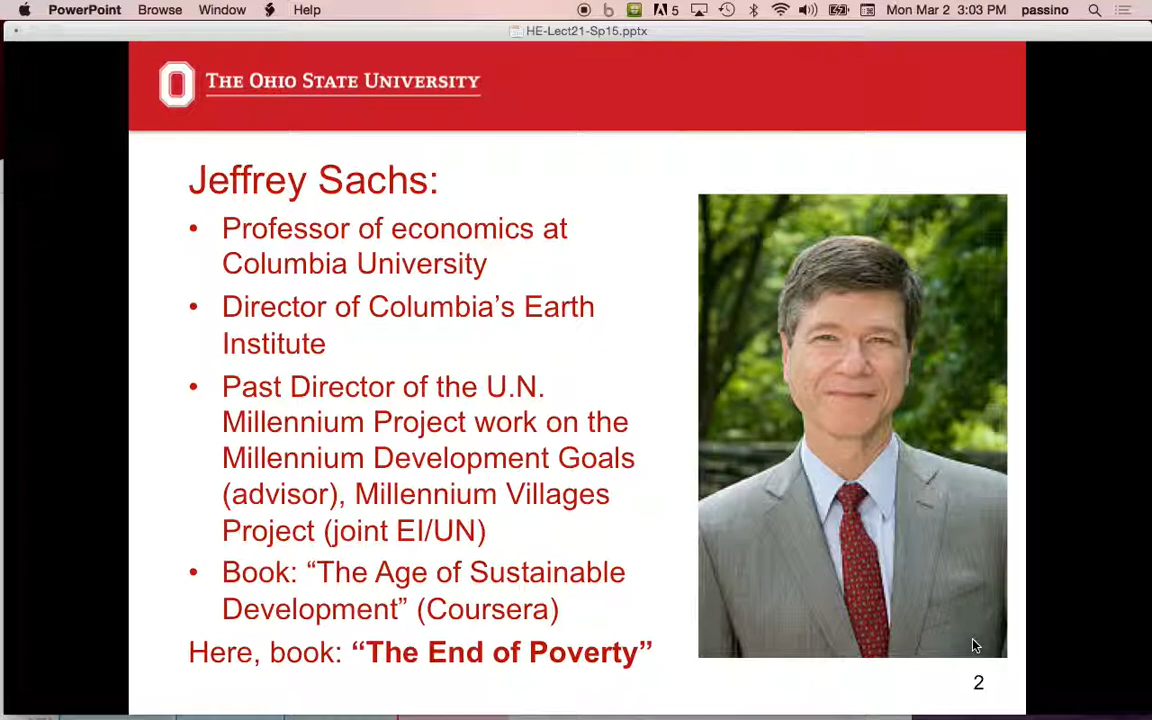 PowerPoint Browse Window Help 5 Mon Mar 2 3:03 PM passino
HE-Lect21-Sp15.pptx
THE OHIO STATE UNIVERSITY
Jeffrey Sachs:
• Professor of economics at
Columbia University
• Director of Columbia’s Earth
Institute
• Past Director of the U.N.
Millennium Project work on the
Millennium Development Goals
(advisor), Millennium Villages
Project (joint EI/UN)
• Book: “The Age of Sustainable
Development” (Coursera)
Here, book: “The End of Poverty”
2